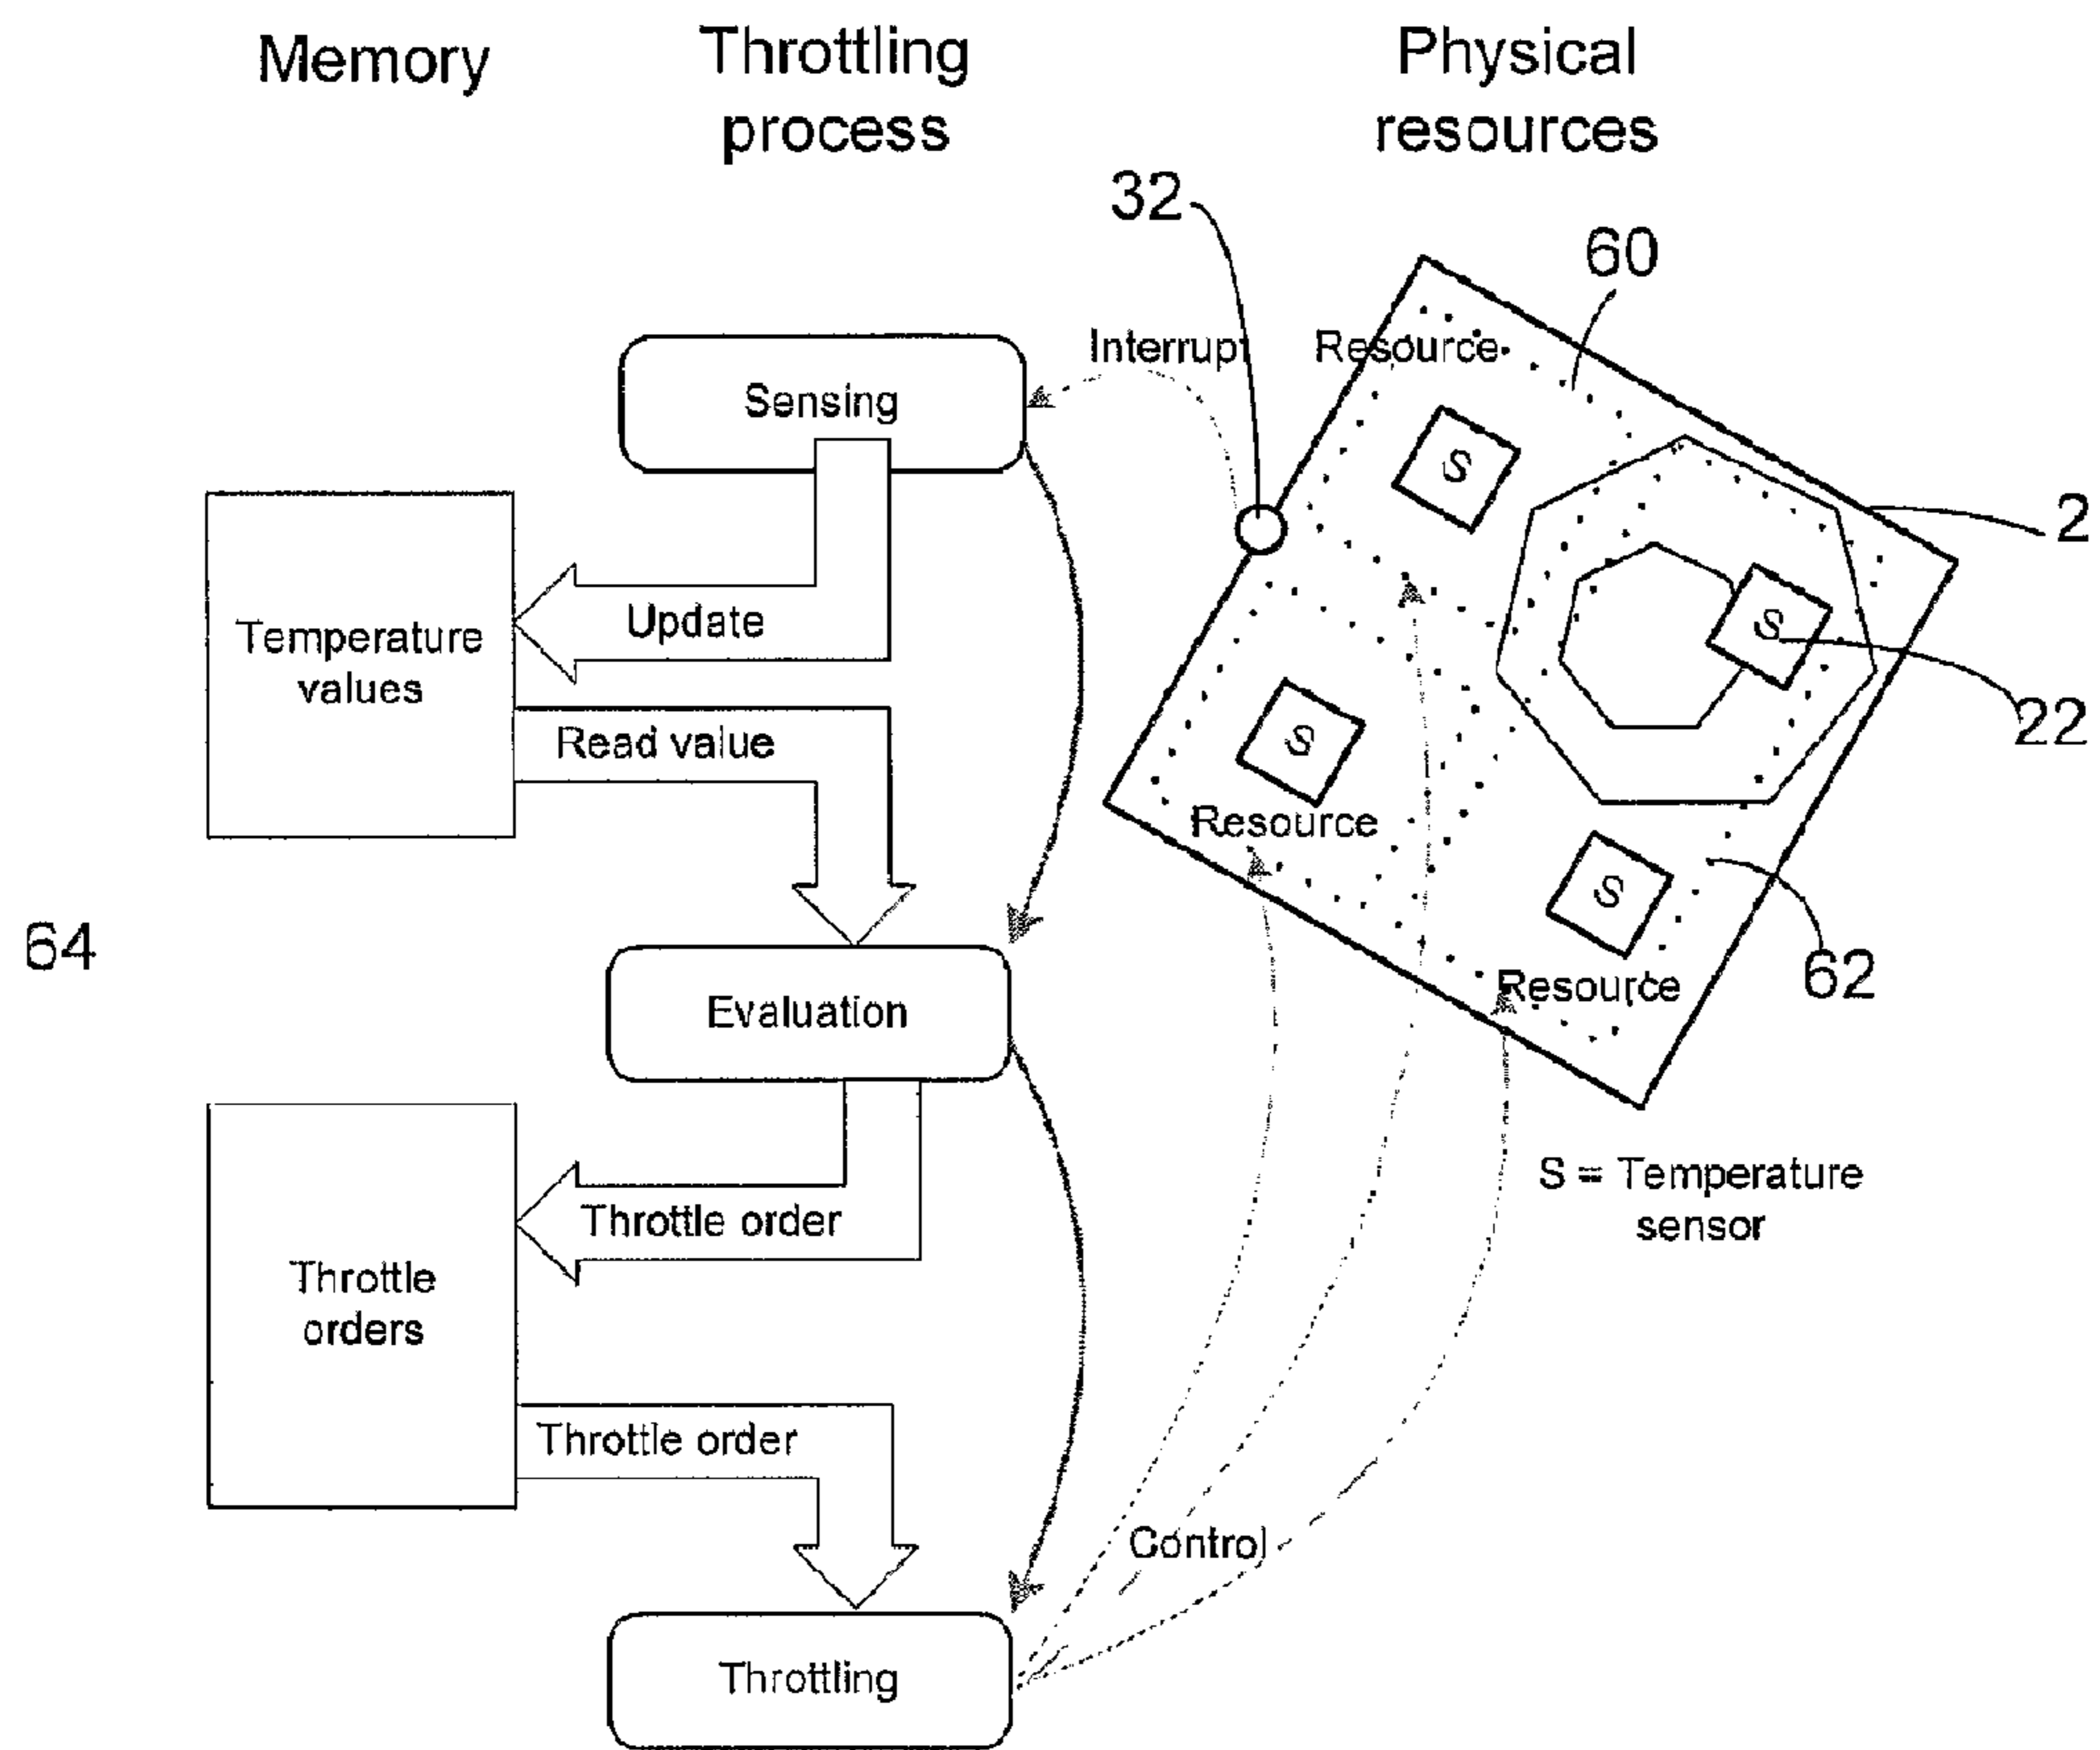 Memory
Throttling
process
Physical
resources
32
60
Interrupt
Resource
Sensing
S
2
Temperature
values
Update
S
22
Read value
S
Resource
S
64
62
Resource
Evaluation
S = Temperature
sensor
Throttle order
Throttle
orders
Throttle order
Control
Throttling